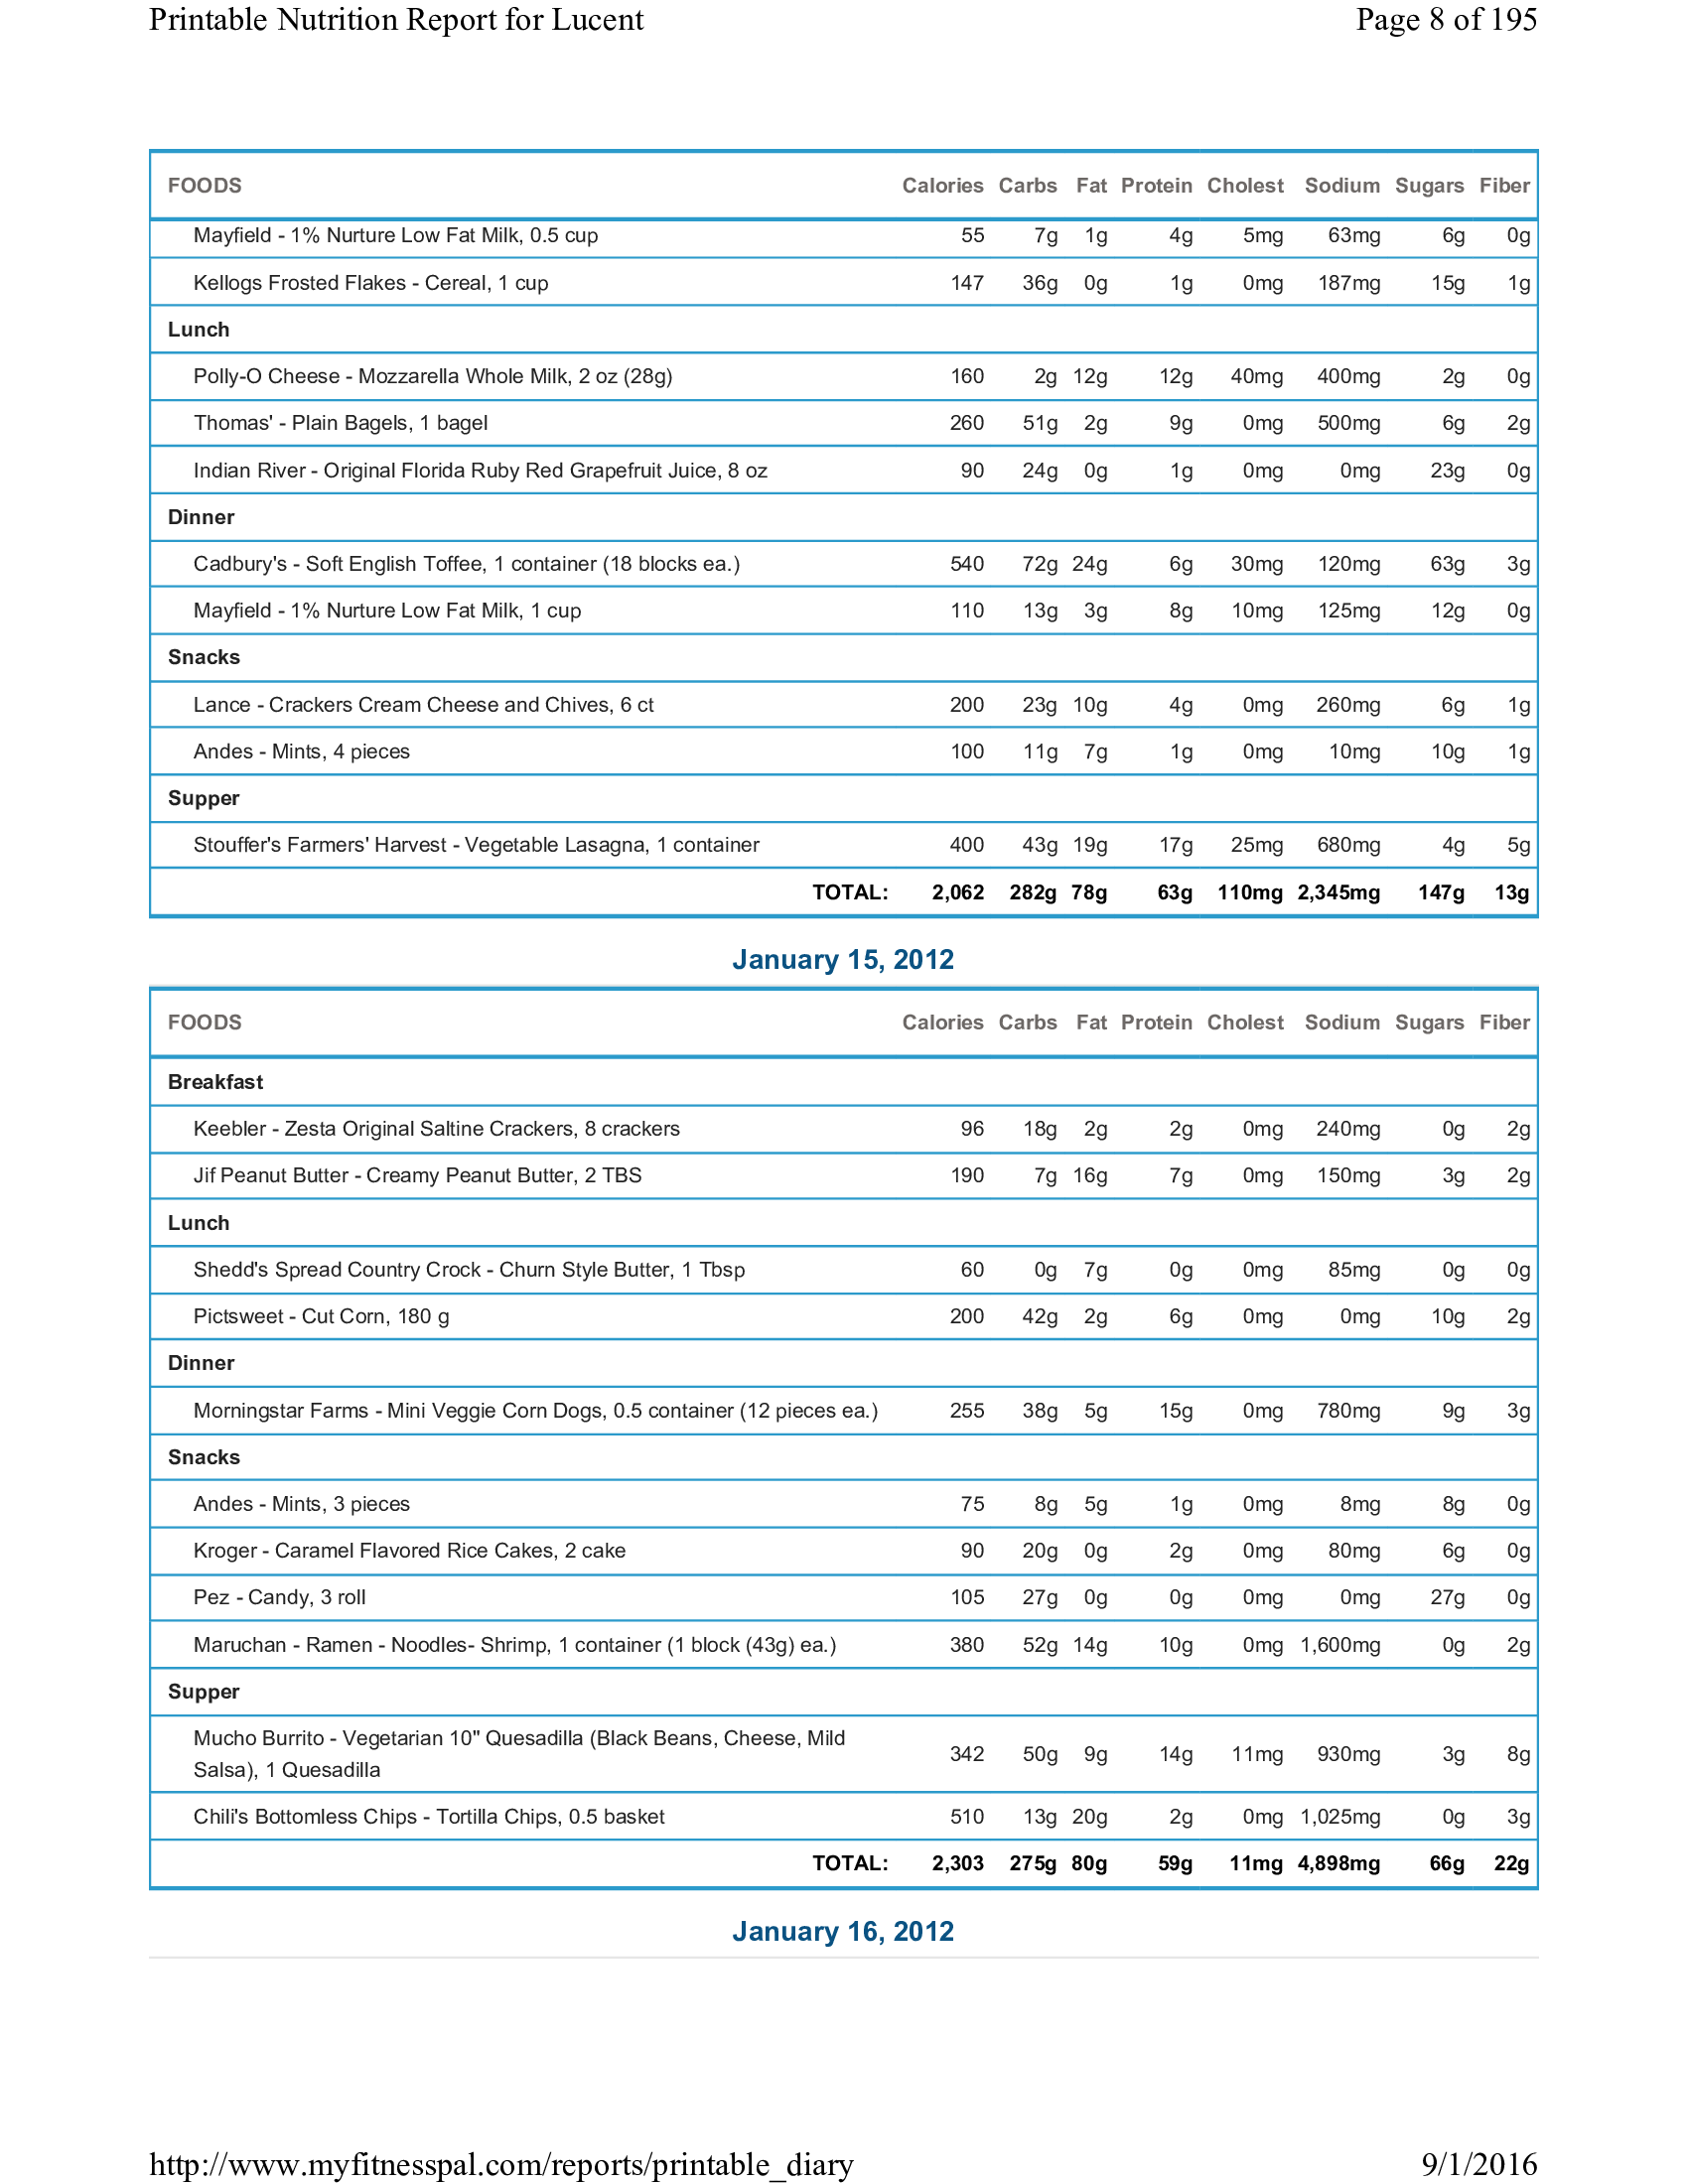 Printable Nutrition Report for Lucent Page 8 of 195
FOODS Calories Carbs Fat Protein Cholest Sodium Sugars Fiber
Mayfield - 1% Nurture Low Fat Milk, 0.5 cup 55 7g 1g 4g 5mg 63mg 6g 0g
Kellogs Frosted Flakes - Cereal, 1 cup 147 36g 0g 1g 0mg 187mg 15g 1g
Lunch
Polly-O Cheese - Mozzarella Whole Milk, 2 oz (28g) 160 2g 12g 12g 40mg 400mg 2g 0g
Thomas' - Plain Bagels, 1 bagel 260 51g 2g 9g 0mg 500mg 6g 2g
Indian River - Original Florida Ruby Red Grapefruit Juice, 8 oz 90 24g 0g 1g 0mg 0mg 23g 0g
Dinner
Cadbury's - Soft English Toffee, 1 container (18 blocks ea.) 540 72g 24g 6g 30mg 120mg 63g 3g
Mayfield - 1% Nurture Low Fat Milk, 1 cup 110 13g 3g 8g 10mg 125mg 12g 0g
Snacks
Lance - Crackers Cream Cheese and Chives, 6 ct 200 23g 10g 4g 0mg 260mg 6g 1g
Andes - Mints, 4 pieces 100 11g 7g 1g 0mg 10mg 10g 1g
Supper
Stouffer's Farmers' Harvest - Vegetable Lasagna, 1 container 400 43g 19g 17g 25mg 680mg 4g 5g
TOTAL: 2,062 282g 78g 63g 110mg 2,345mg 147g 13g
January 15, 2012
FOODS Calories Carbs Fat Protein Cholest Sodium Sugars Fiber
Breakfast
Keebler - Zesta Original Saltine Crackers, 8 crackers 96 18g 2g 2g 0mg 240mg 0g 2g
Jif Peanut Butter - Creamy Peanut Butter, 2 TBS 190 7g 16g 7g 0mg 150mg 3g 2g
Lunch
Shedd's Spread Country Crock - Churn Style Butter, 1 Tbsp 60 0g 7g 0g 0mg 85mg 0g 0g
Pictsweet - Cut Corn, 180 g 200 42g 2g 6g 0mg 0mg 10g 2g
Dinner
Morningstar Farms - Mini Veggie Corn Dogs, 0.5 container (12 pieces ea.) 255 38g 5g 15g 0mg 780mg 9g 3g
Snacks
Andes - Mints, 3 pieces 75 8g 5g 1g 0mg 8mg 8g 0g
Kroger - Caramel Flavored Rice Cakes, 2 cake 90 20g 0g 2g 0mg 80mg 6g 0g
Pez - Candy, 3 roll 105 27g 0g 0g 0mg 0mg 27g 0g
Maruchan - Ramen - Noodles- Shrimp, 1 container (1 block (43g) ea.) 380 52g 14g 10g 0mg 1,600mg 0g 2g
Supper
Mucho Burrito - Vegetarian 10" Quesadilla (Black Beans, Cheese, Mild
Salsa), 1 Quesadilla 342 50g 9g 14g 11mg 930mg 3g 8g
Chili's Bottomless Chips - Tortilla Chips, 0.5 basket 510 13g 20g 2g 0mg 1,025mg 0g 3g
TOTAL: 2,303 275g 80g 59g 11mg 4,898mg 66g 22g
January 16, 2012
http://www.myfitnesspal.com/reports/printable_diary 9/1/2016